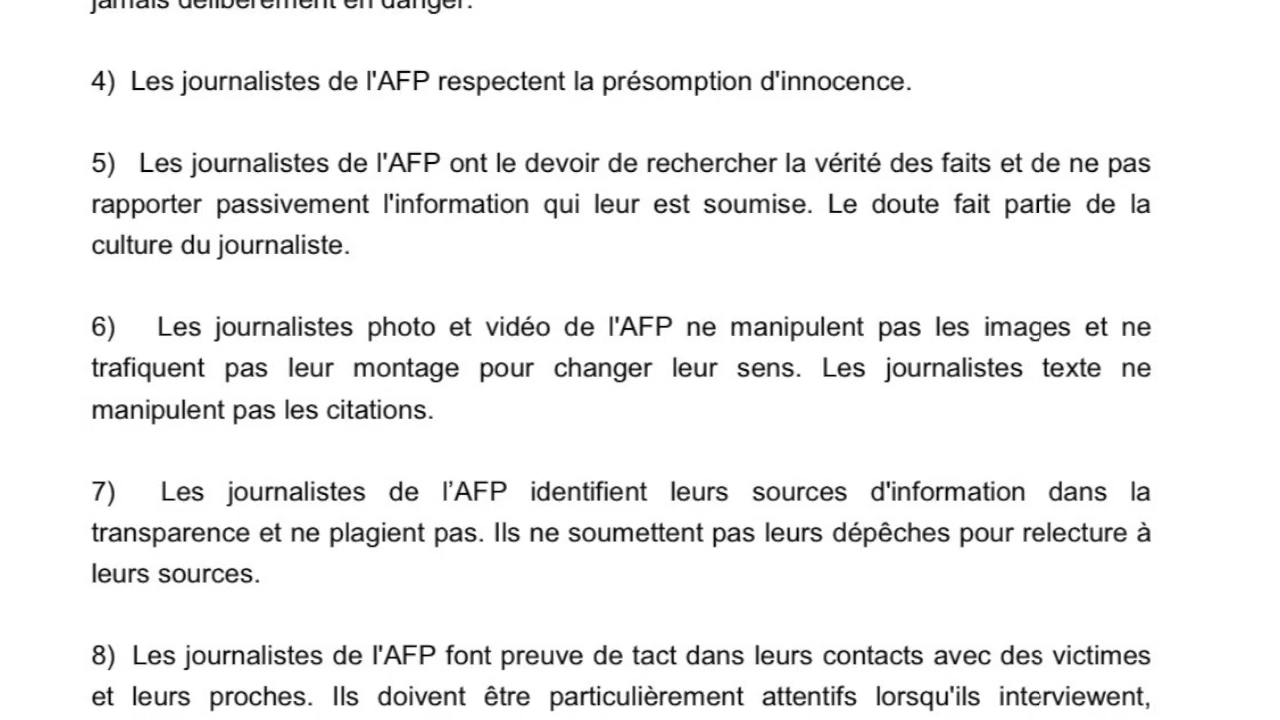 jamais délibérément en danger.
4) Les journalistes de l'AFP respectent la présomption d'innocence.
5) Les journalistes de l'AFP ont le devoir de rechercher la vérité des faits et de ne pas
rapporter passivement l'information qui leur est soumise. Le doute fait partie de la
culture du journaliste.
6) Les journalistes photo et vidéo de l'AFP ne manipulent pas les images et ne
trafiquent pas leur montage pour changer leur sens. Les journalistes texte ne
manipulent pas les citations.
7) Les journalistes de l’AFP identifient leurs sources d'information dans la
transparence et ne plagient pas. Ils ne soumettent pas leurs dépêches pour relecture à
leurs sources.
8) Les journalistes de l'AFP font preuve de tact dans leurs contacts avec des victimes
et leurs proches. Ils doivent être particulièrement attentifs lorsqu'ils interviewent,